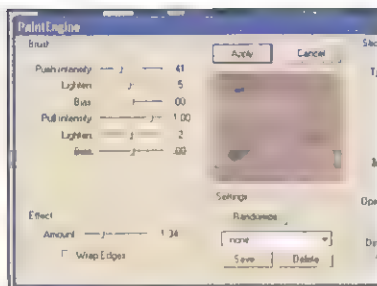 PaintEngine
Brush
Push intensity 41
Lighten 5
Bias .00
Pull intensity 1.00
Lighten 2
Bias .00
Effect
Amount 1.34
Wrap Edges
Apply Cancel
Settings
Randomize
none
Save Delete